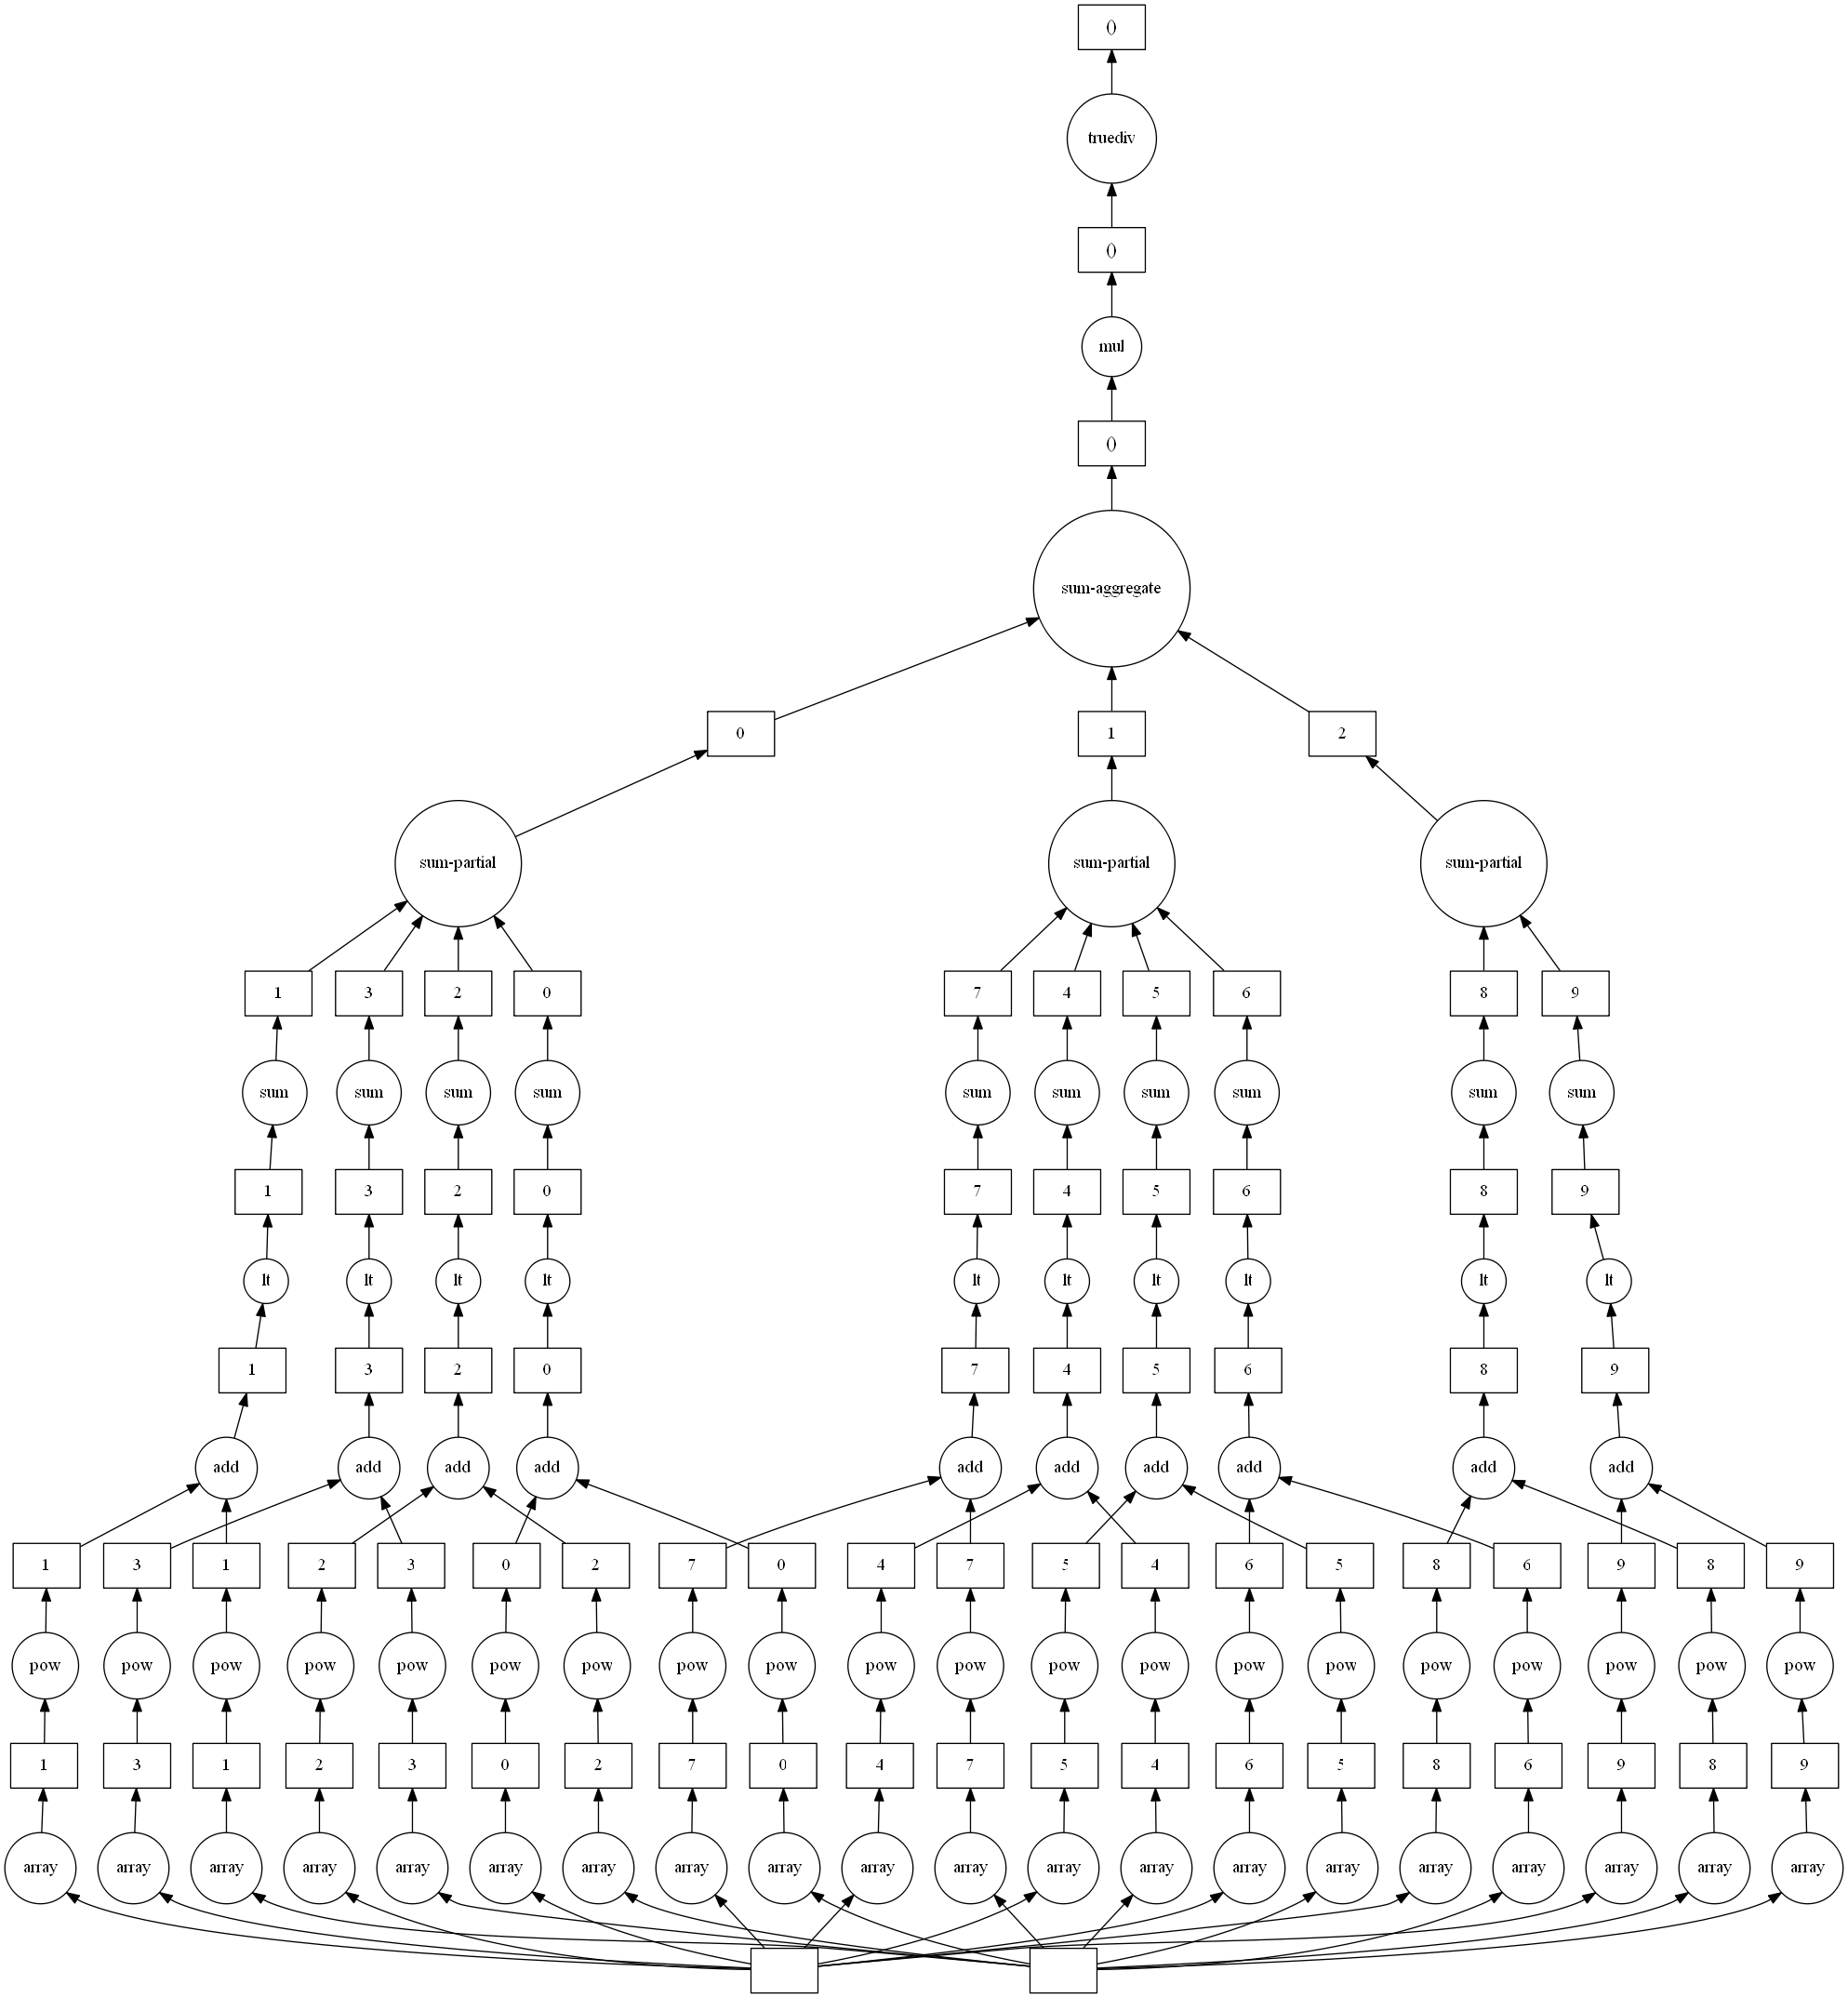 0
truediv
0
mul
0
sum-aggregate
0 1 2
sum-partial sum-partial sum-partial
1 3 2 0 7 4 5 6 8 9
sum sum sum sum sum sum sum sum sum sum
1 3 2 0 7 4 5 6 8 9
lt lt lt lt lt lt lt lt lt lt
1 3 2 0 7 4 5 6 8 9
add add add add add add add add add add
1 3 1 2 3 0 2 7 0 4 7 5 4 6 5 8 6 9 8 9
pow pow pow pow pow pow pow pow pow pow pow pow pow pow pow pow pow pow pow pow
1 3 1 2 3 0 2 7 0 4 7 5 4 6 5 8 6 9 8 9
array array array array array array array array array array array array array array array array array array array array